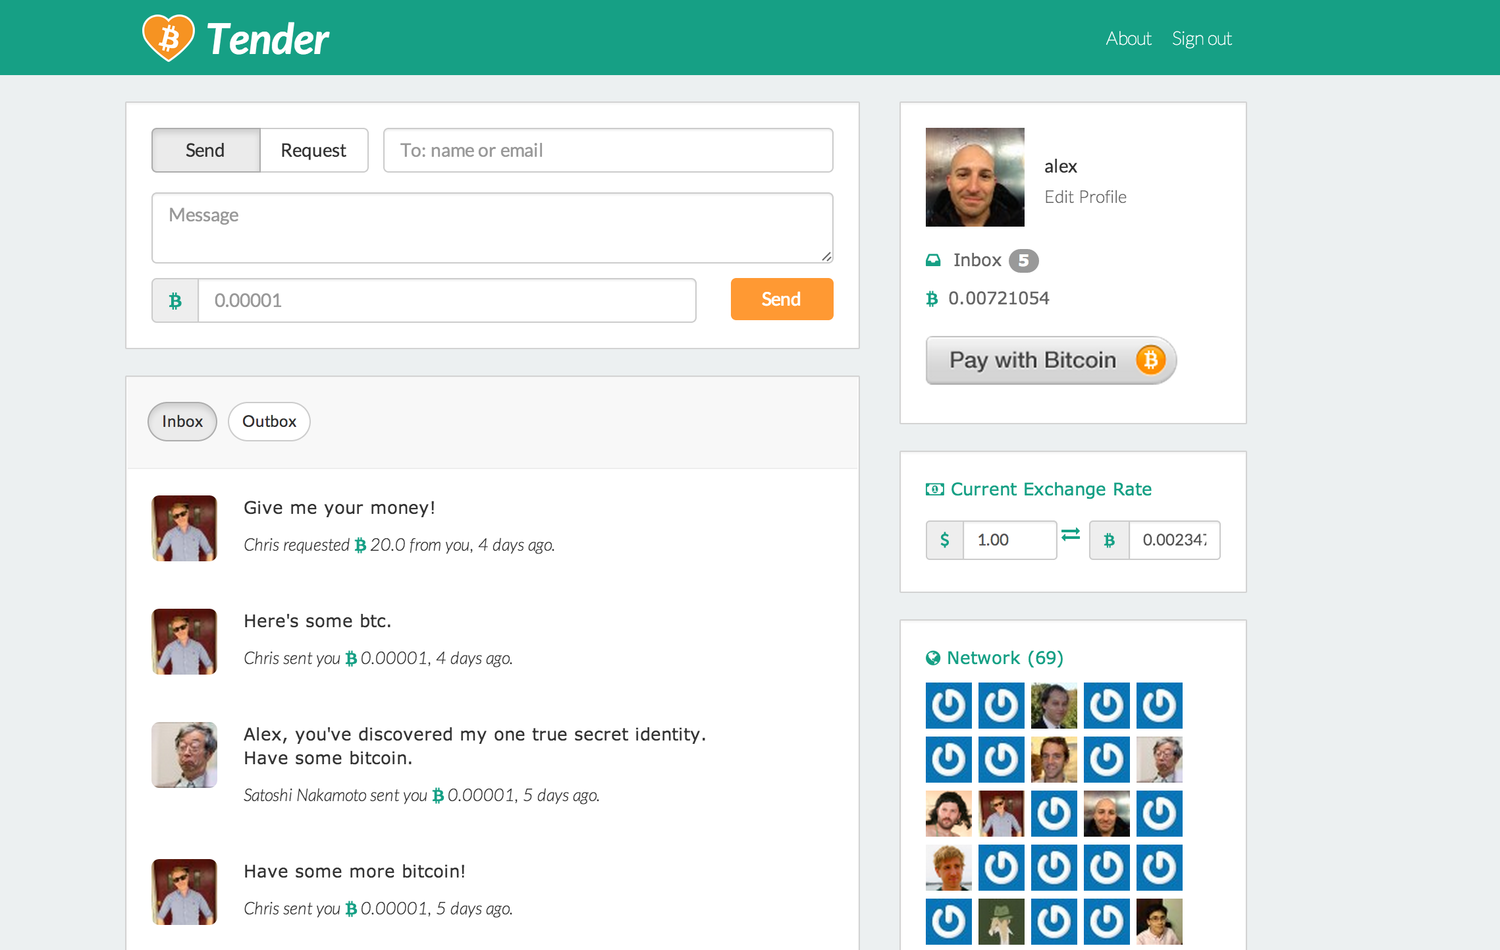 Tender
About Sign out
Send Request To: name or email
Message
0.00001 Send
alex
Edit Profile
Inbox 5
0.00721054
Pay with Bitcoin
Inbox Outbox
Current Exchange Rate
$ 1.00 0.002347
Give me your money!
Chris requested 20.0 from you, 4 days ago.
Here's some btc.
Chris sent you 0.00001, 4 days ago.
Alex, you've discovered my one true secret identity.
Have some bitcoin.
Satoshi Nakamoto sent you 0.00001, 5 days ago.
Have some more bitcoin!
Chris sent you 0.00001, 5 days ago.
Network (69)